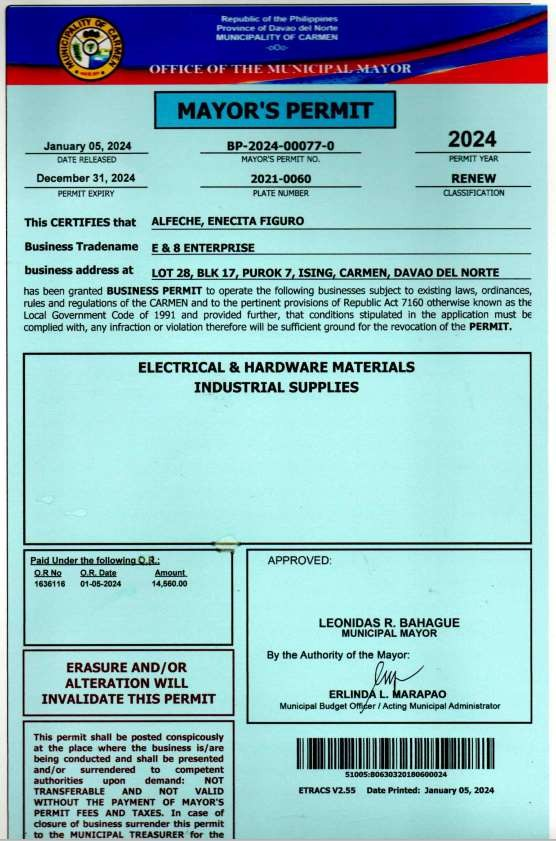 Republic of the Philippines
Province of Davao del Norte
MUNICIPALITY OF CARMEN
-oOo-
OFFICE OF THE MUNICIPAL MAYOR
MUNICIPALITY OF CARMEN
MAYOR'S PERMIT
January 05, 2024
DATE RELEASED
BP-2024-00077-0
MAYOR'S PERMIT NO.
2024
PERMIT YEAR
December 31, 2024
PERMIT EXPIRY
2021-0060
PLATE NUMBER
RENEW
CLASSIFICATION
This CERTIFIES that ALFECHE, ENECITA FIGURO
Business Tradename E & 8 ENTERPRISE
business address at LOT 28, BLK 17, PUROK 7, ISING, CARMEN, DAVAO DEL NORTE
has been granted BUSINESS PERMIT to operate the following businesses subject to existing laws, ordinances,
rules and regulations of the CARMEN and to the pertinent provisions of Republic Act 7160 otherwise known as the
Local Government Code of 1991 and provided further, that conditions stipulated in the application must be
complied with, any infraction or violation therefore will be sufficient ground for the revocation of the PERMIT.
ELECTRICAL & HARDWARE MATERIALS
INDUSTRIAL SUPPLIES
Paid Under the following O.R.:
O.R No O.R. Date Amount
1636116 01-05-2024 14,560.00
APPROVED:
LEONIDAS R. BAHAGUE
MUNICIPAL MAYOR
By the Authority of the Mayor:
ERLINDA L. MARAPAO
Municipal Budget Officer / Acting Municipal Administrator
ERASURE AND/OR
ALTERATION WILL
INVALIDATE THIS PERMIT
This permit shall be posted conspicously
at the place where the business is/are
being conducted and shall be presented
and/or surrendered to competent
authorities upon demand: NOT
TRANSFERABLE AND NOT VALID
WITHOUT THE PAYMENT OF MAYOR'S
PERMIT FEES AND TAXES. In case of
closure of business surrender this permit
to the MUNICIPAL TREASURER for the
51005:80630320180600024
ETRACS V2.55 Date Printed: January 05, 2024